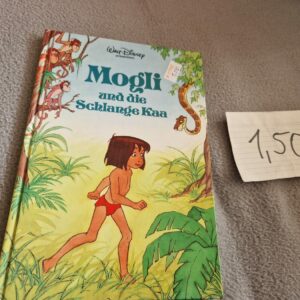 Walt Disney
Mogli
und die
Schlange Kaa
1,50